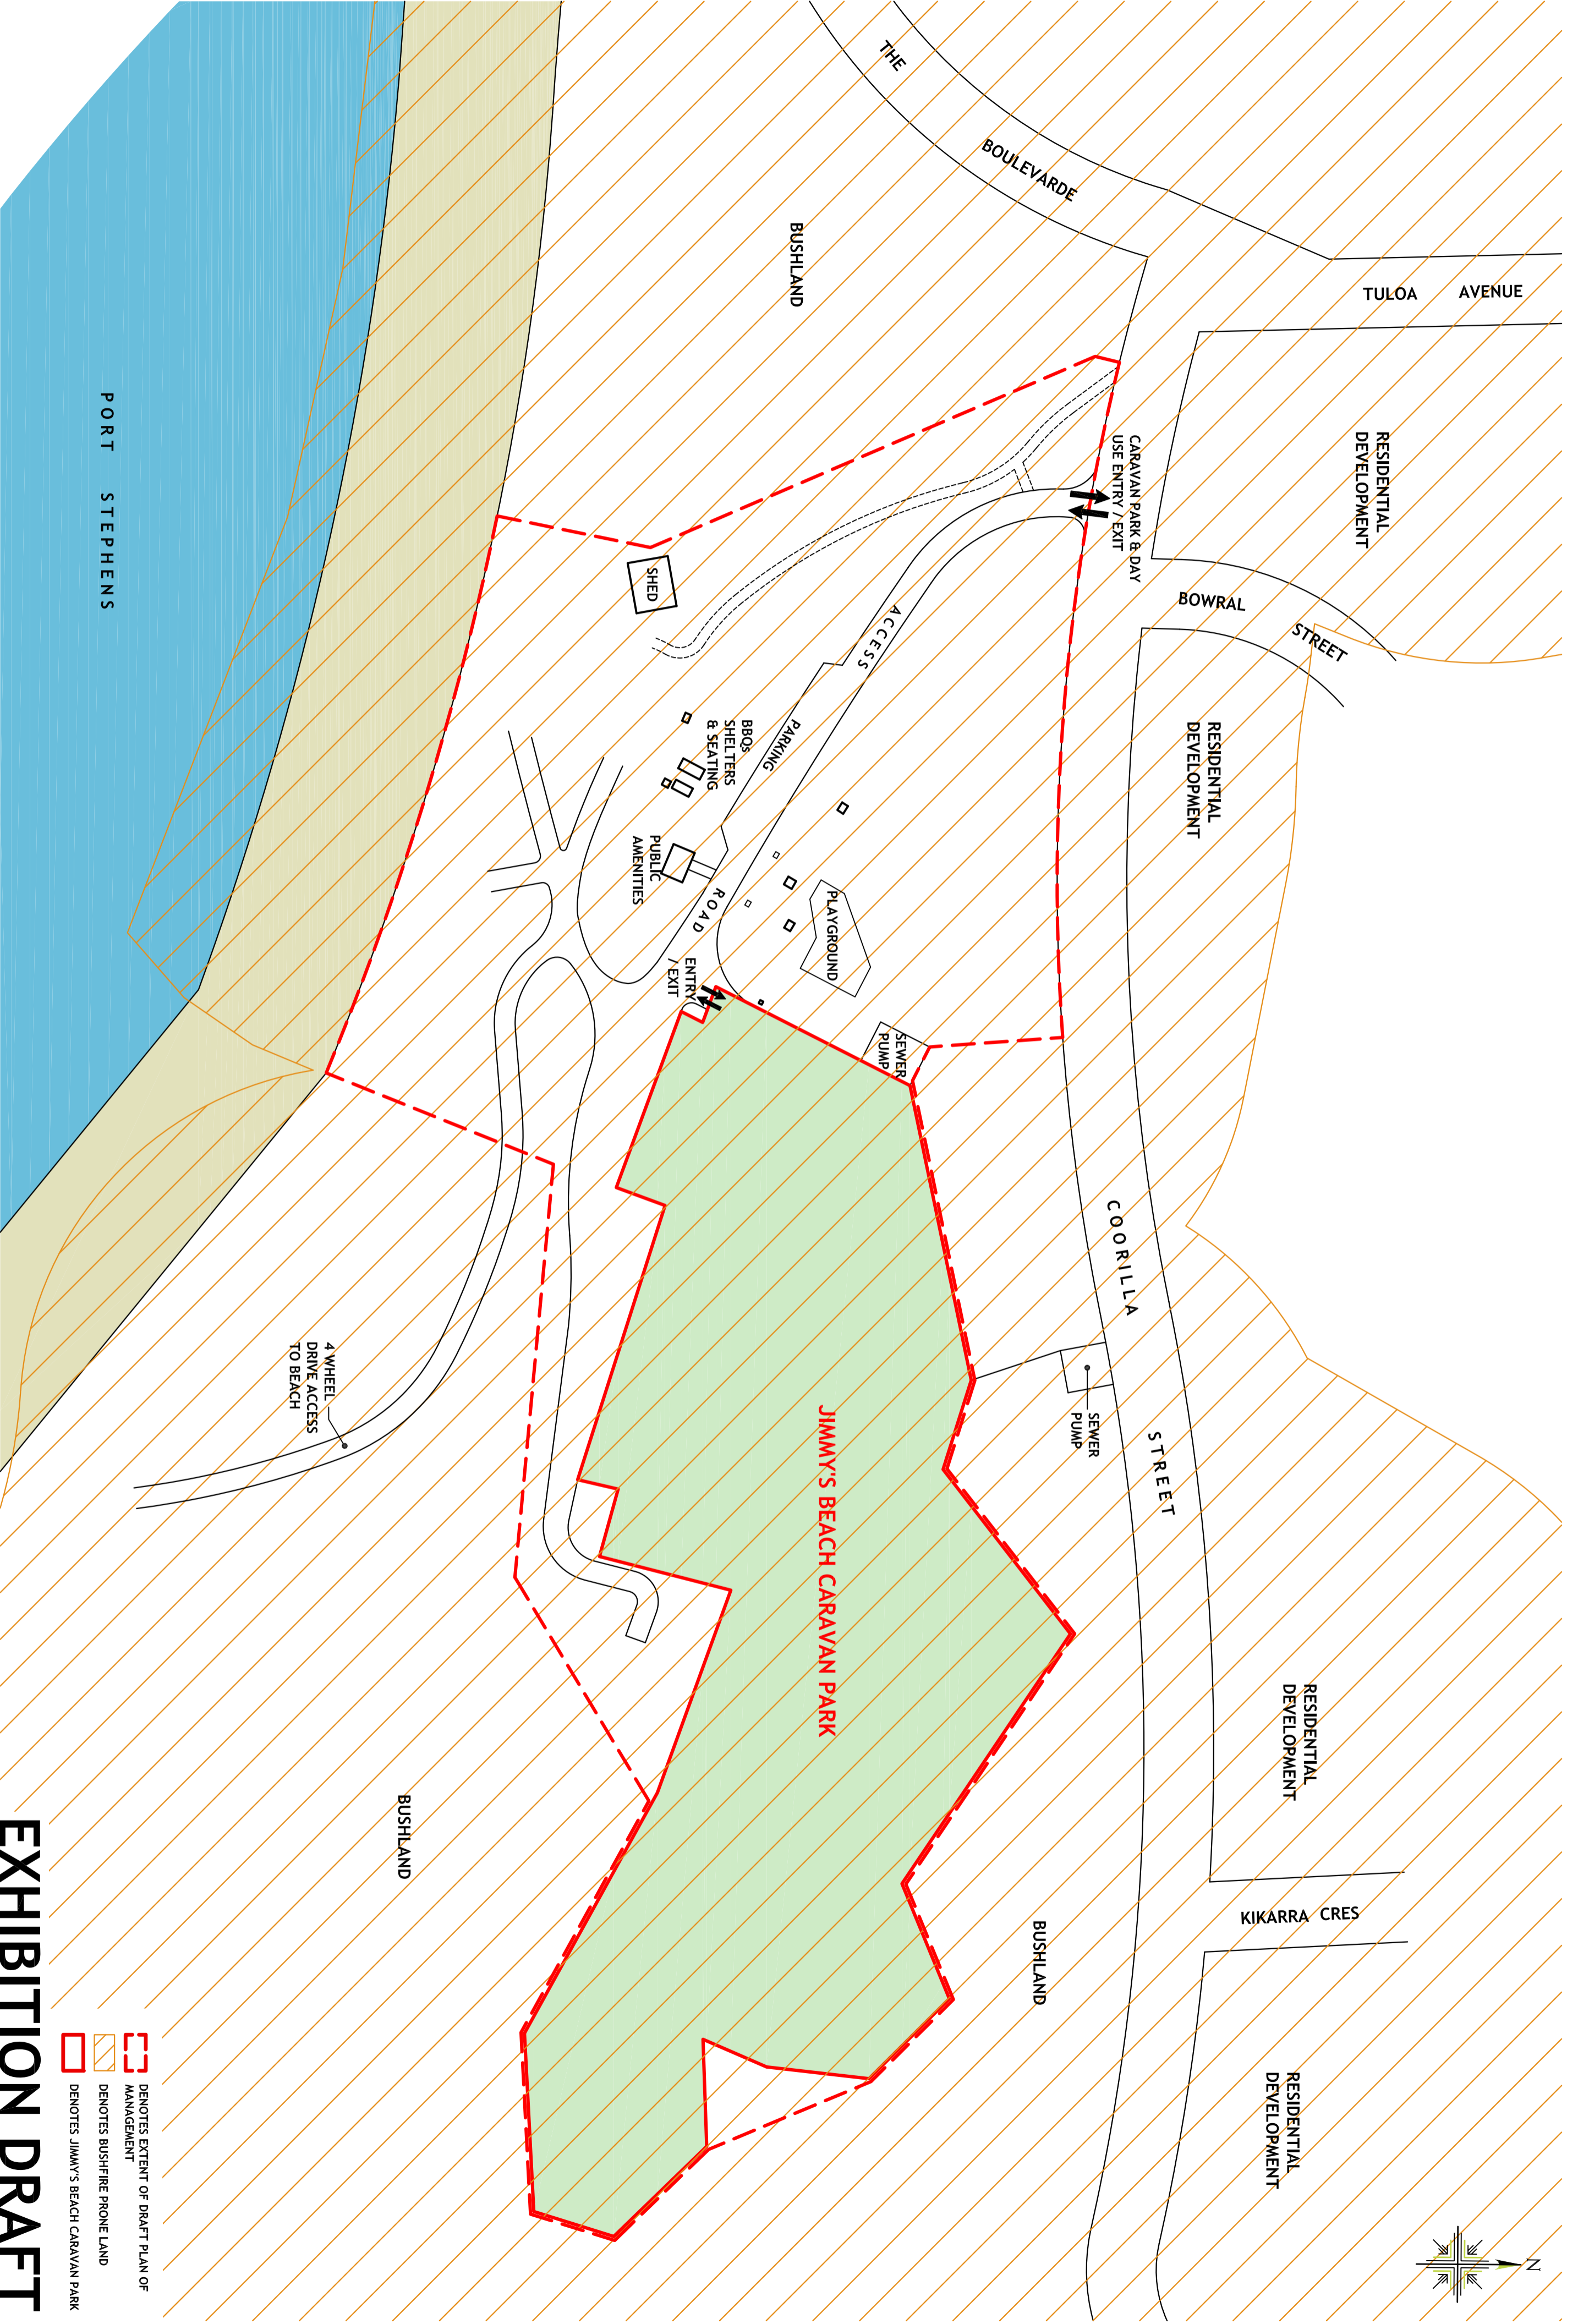 THE
BOULEVARDE
TULOA AVENUE
BUSHLAND
RESIDENTIAL
DEVELOPMENT
CARAVAN PARK & DAY
USE ENTRY / EXIT
BOWRAL
STREET
PORT STEPHENS
SHED
ACCESS
ROAD
PARKING
BBQs
SHELTERS
& SEATING
PUBLIC
AMENITIES
PLAYGROUND
ENTRY
/ EXIT
SEWER
PUMP
RESIDENTIAL
DEVELOPMENT
COORILLA
STREET
SEWER
PUMP
4 WHEEL
DRIVE ACCESS
TO BEACH
JIMMY'S BEACH CARAVAN PARK
RESIDENTIAL
DEVELOPMENT
KIKARRA CRES
BUSHLAND
BUSHLAND
RESIDENTIAL
DEVELOPMENT
N
DENOTES EXTENT OF DRAFT PLAN OF
MANAGEMENT
DENOTES BUSHFIRE PRONE LAND
DENOTES JIMMY'S BEACH CARAVAN PARK
EXHIBITION DRAFT